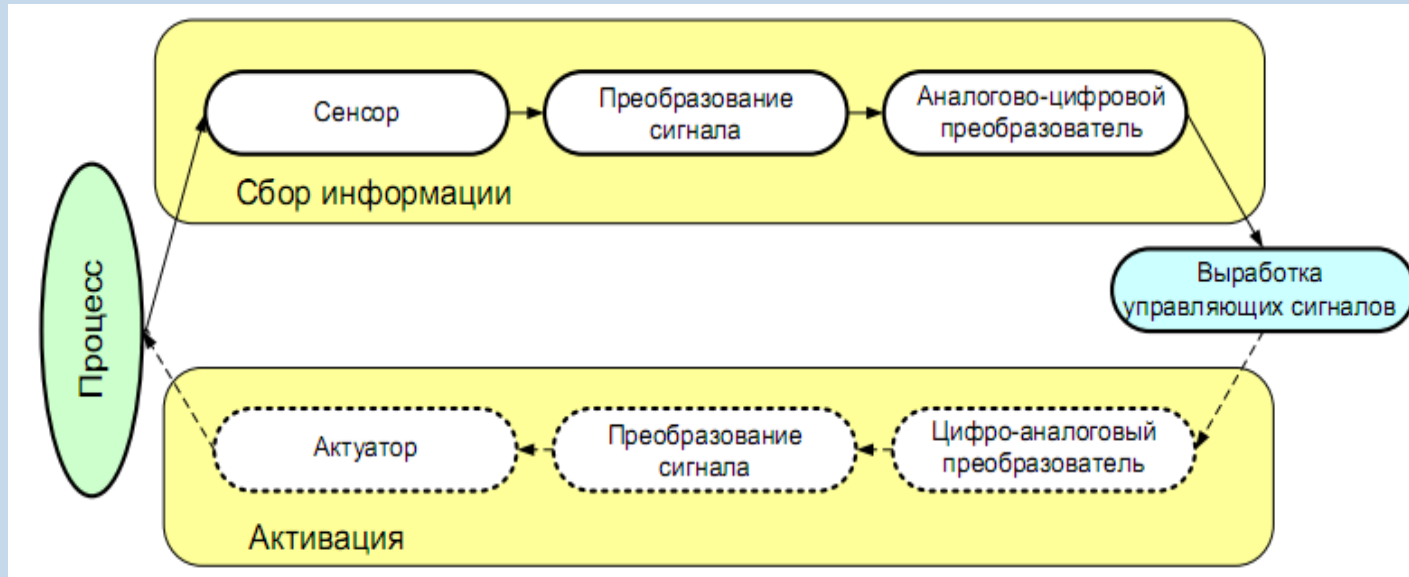 Сенсор
Преобразование
сигнала
Аналогово-цифровой
преобразователь
Сбор информации
Процесс
Выработка
управляющих сигналов
Актуатор
Преобразование
сигнала
Цифро-аналоговый
преобразователь
Активация